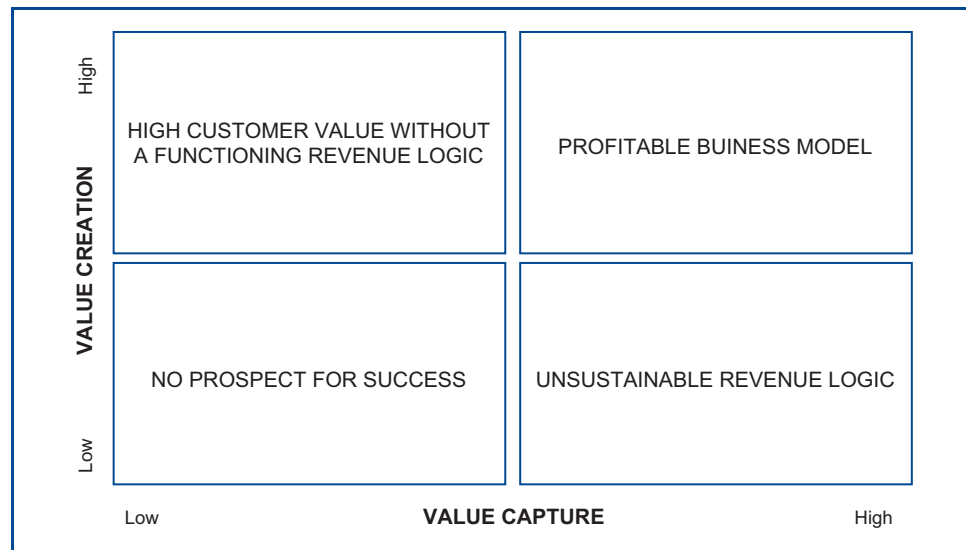 High
HIGH CUSTOMER VALUE WITHOUT
A FUNCTIONING REVENUE LOGIC
PROFITABLE BUINESS MODEL
VALUE CREATION
NO PROSPECT FOR SUCCESS
UNSUSTAINABLE REVENUE LOGIC
Low
Low
VALUE CAPTURE
High